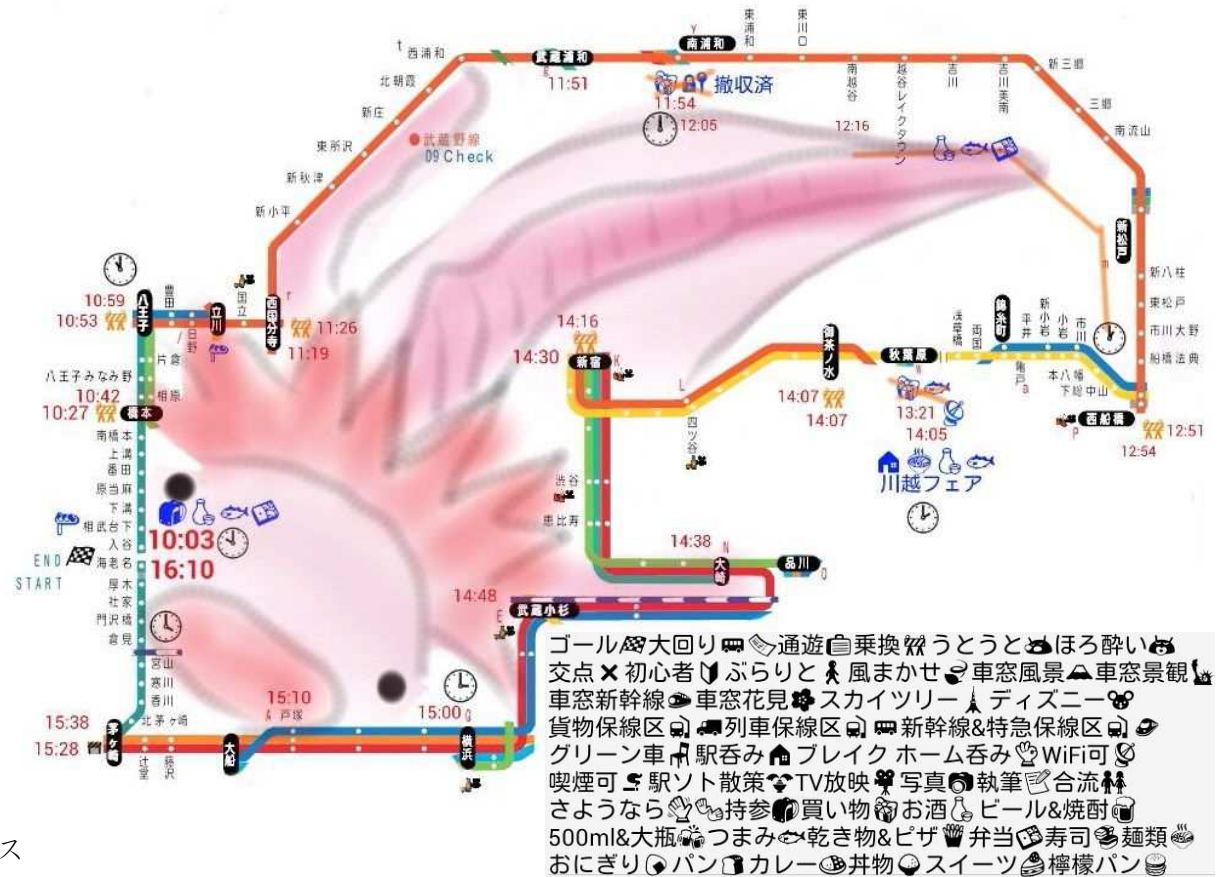 東浦和
東川口
y
南浦和
t 西浦和
武蔵浦和
11:51
撤収済
11:54
12:05
南越谷
越谷レイクタウン
吉川
吉川美南
新三郷
三郷
南流山
北朝霞
新庄
東所沢
新秋津
新小平
武蔵野線
09 Check
12:16
新松戸
m
新八柱
東松戸
市川大野
船橋法典
10:59
10:53
八王子
豊田
日野
立川
国立
r
西国分寺
11:26
11:19
片倉
八王子みなみ野
10:42
相原
10:27
橋本
南橋本
上溝
番田
原当麻
下溝
相武台下
入谷
10:03
END
START
海老名
16:10
厚木
社家
門沢橋
倉見
宮山
寒川
香川
北茅ヶ崎
15:38
15:28
茅ヶ崎
辻堂
藤沢
大船
A 戸塚
15:10
15:00
G
横浜
14:16
14:30
新宿
K
L
四ツ谷
御茶ノ水
14:07
14:07
秋葉原
w
13:21
14:05
川越フェア
浅草橋
両国
錦糸町
亀戸
a
平井
新小岩
小岩
市川
本八幡
下総中山
西船橋
P
12:51
12:54
渋谷
恵比寿
14:38
N
大崎
品川
Q
14:48
武蔵小杉
E
ゴール 大回り 通遊 乗換 うとうと ほろ酔い
交点 初心者 ぶらりと 風まかせ 車窓風景 車窓景観
車窓新幹線 車窓花見 スカイツリー ディズニー
貨物保線区 列車保線区 新幹線&特急保線区
グリーン車 駅呑み ブレイク ホーム呑み WiFi可
喫煙可 駅ソト散策 TV放映 写真 執筆 合流
さようなら 持参 買い物 お酒 ビール&焼酎
500ml&大瓶 つまみ 乾き物&ピザ 弁当 寿司 麺類
おにぎり パン カレー 丼物 スイーツ 檸檬パン
ス